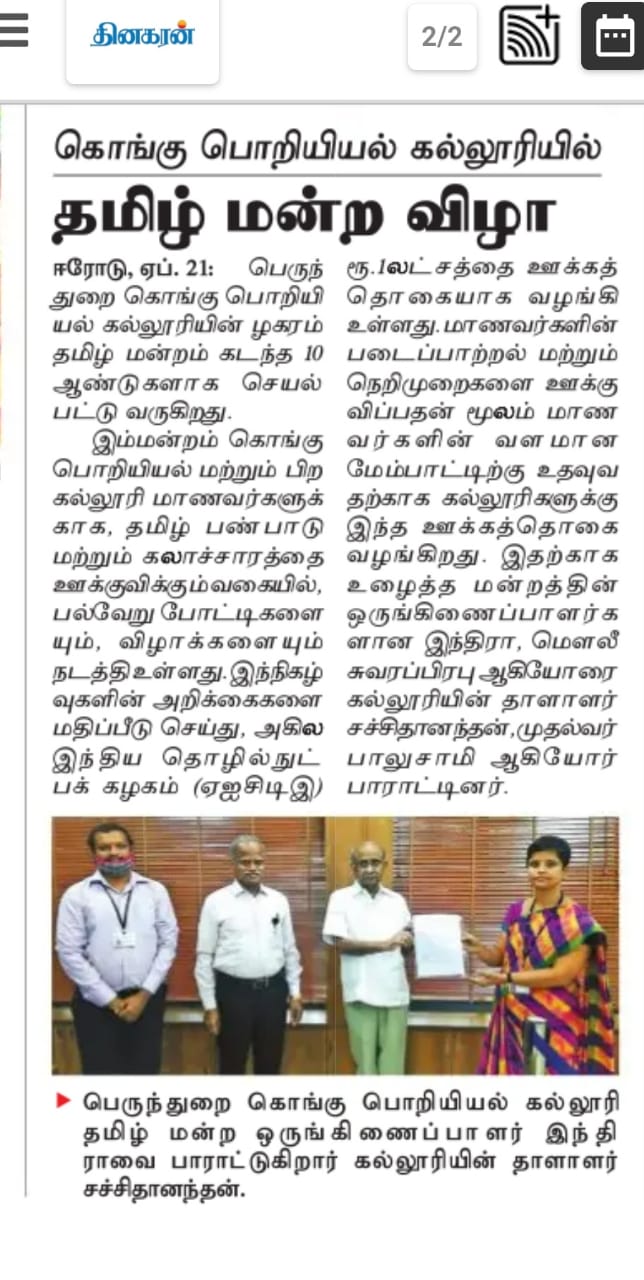 தினகரன்
2/2
கொங்கு பொறியியல் கல்லூரியில்
தமிழ் மன்ற விழா
ஈரோடு, ஏப். 21: பெருந்
துறை கொங்கு பொறியி
யல் கல்லூரியின் ழகரம்
தமிழ் மன்றம் கடந்த 10
ஆண்டுகளாக செயல்
பட்டு வருகிறது.
இம்மன்றம் கொங்கு
பொறியியல் மற்றும் பிற
கல்லூரி மாணவர்களுக்
காக, தமிழ் பண்பாடு
மற்றும் கலாச்சாரத்தை
ஊக்குவிக்கும்வகையில்,
பல்வேறு போட்டிகளை
யும், விழாக்களையும்
நடத்திஉள்ளது.இந்நிகழ்
வுகளின் அறிக்கைகளை
மதிப்பீடு செய்து, அகில
இந்திய தொழில்நுட்
பக் கழகம் (ஏஐசிடிஇ)
ரூ.1லட்சத்தை ஊக்கத்
தொகையாக வழங்கி
உள்ளது.மாணவர்களின்
படைப்பாற்றல் மற்றும்
நெறிமுறைகளை ஊக்கு
விப்பதன் மூலம் மாண
வர்களின் வளமான
மேம்பாட்டிற்கு உதவுவ
தற்காக கல்லூரிகளுக்கு
இந்த ஊக்கத்தொகை
வழங்கிறது. இதற்காக
உழைத்த மன்றத்தின்
ஒருங்கிணைப்பாளர்க
ளான இந்திரா, மௌலீ
சுவரப்பிரபு ஆகியோரை
கல்லூரியின் தாளாளர்
சச்சிதானந்தன்,முதல்வர்
பாலுசாமி ஆகியோர்
பாராட்டினர்.
பெருந்துறை கொங்கு பொறியியல் கல்லூரி
தமிழ் மன்ற ஒருங்கிணைப்பாளர் இந்தி
ராவை பாராட்டுகிறார் கல்லூரியின் தாளாளர்
சச்சிதானந்தன்.